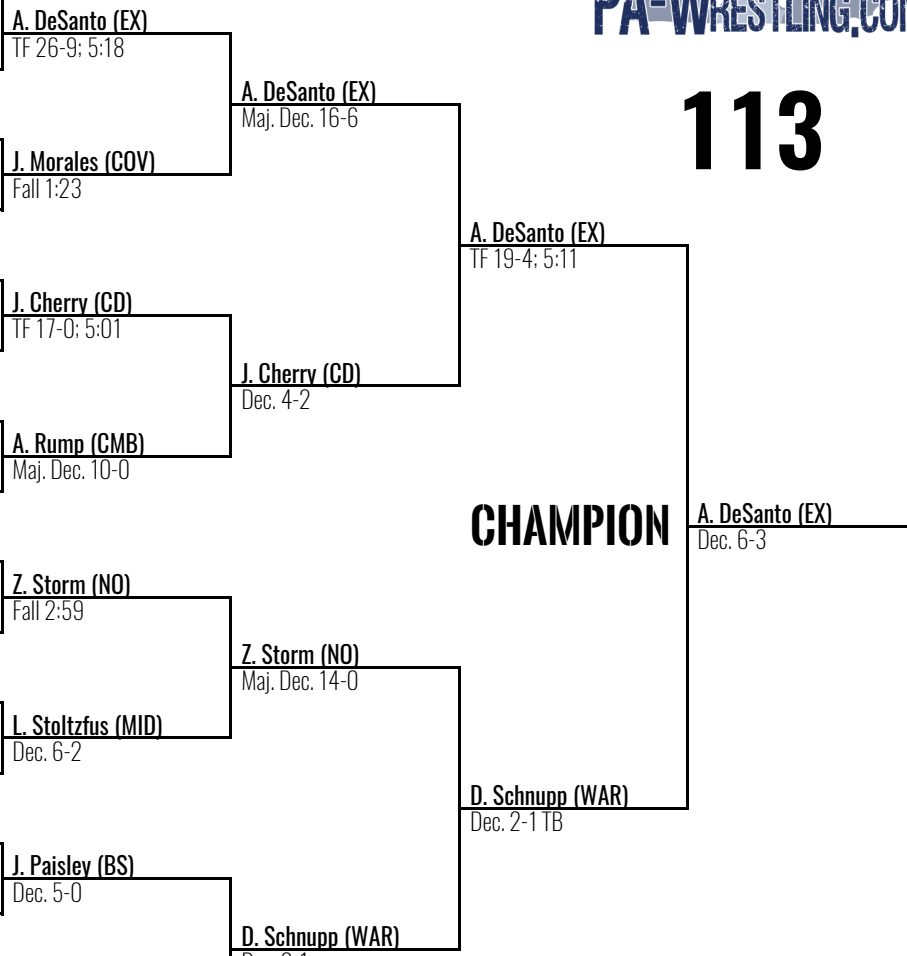 PA-WRESTLING.COM
113
A. DeSanto (EX)
TF 26-9; 5:18
J. Morales (COV)
Fall 1:23
J. Cherry (CD)
TF 17-0; 5:01
A. Rump (CMB)
Maj. Dec. 10-0
Z. Storm (NO)
Fall 2:59
L. Stoltzfus (MID)
Dec. 6-2
J. Paisley (BS)
Dec. 5-0
A. DeSanto (EX)
Maj. Dec. 16-6
J. Cherry (CD)
Dec. 4-2
Z. Storm (NO)
Maj. Dec. 14-0
D. Schnupp (WAR)
A. DeSanto (EX)
TF 19-4; 5:11
D. Schnupp (WAR)
Dec. 2-1 TB
CHAMPION
A. DeSanto (EX)
Dec. 6-3